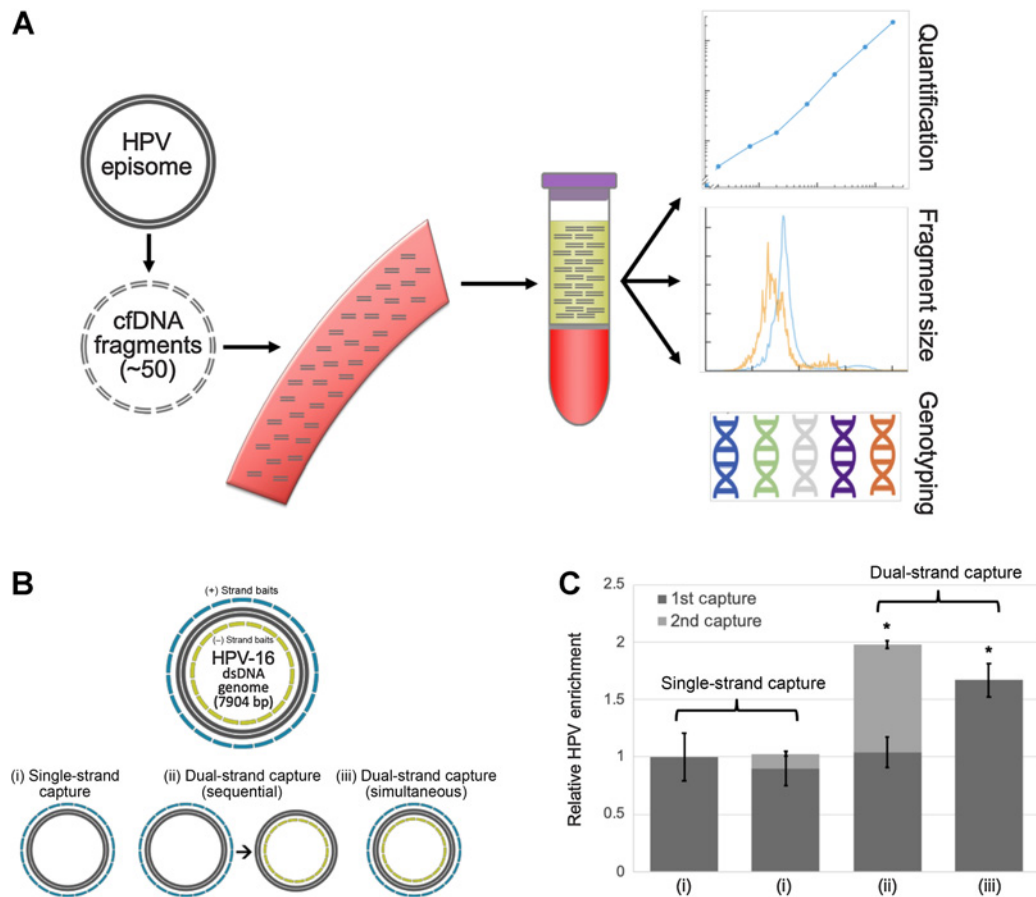 A
HPV
episome
cfDNA
fragments
(~50)
Quantification
Fragment size
Genotyping
B
(+) Strand baits
(−) Strand baits
HPV-16
dsDNA
genome
(7904 bp)
(i) Single-strand
capture
(ii) Dual-strand capture
(sequential)
(iii) Dual-strand capture
(simultaneous)
C
Relative HPV enrichment
2.5
2
1.5
1
0.5
0
1st capture
2nd capture
Single-strand capture
Dual-strand capture
*
*
(i)
(i)
(ii)
(iii)